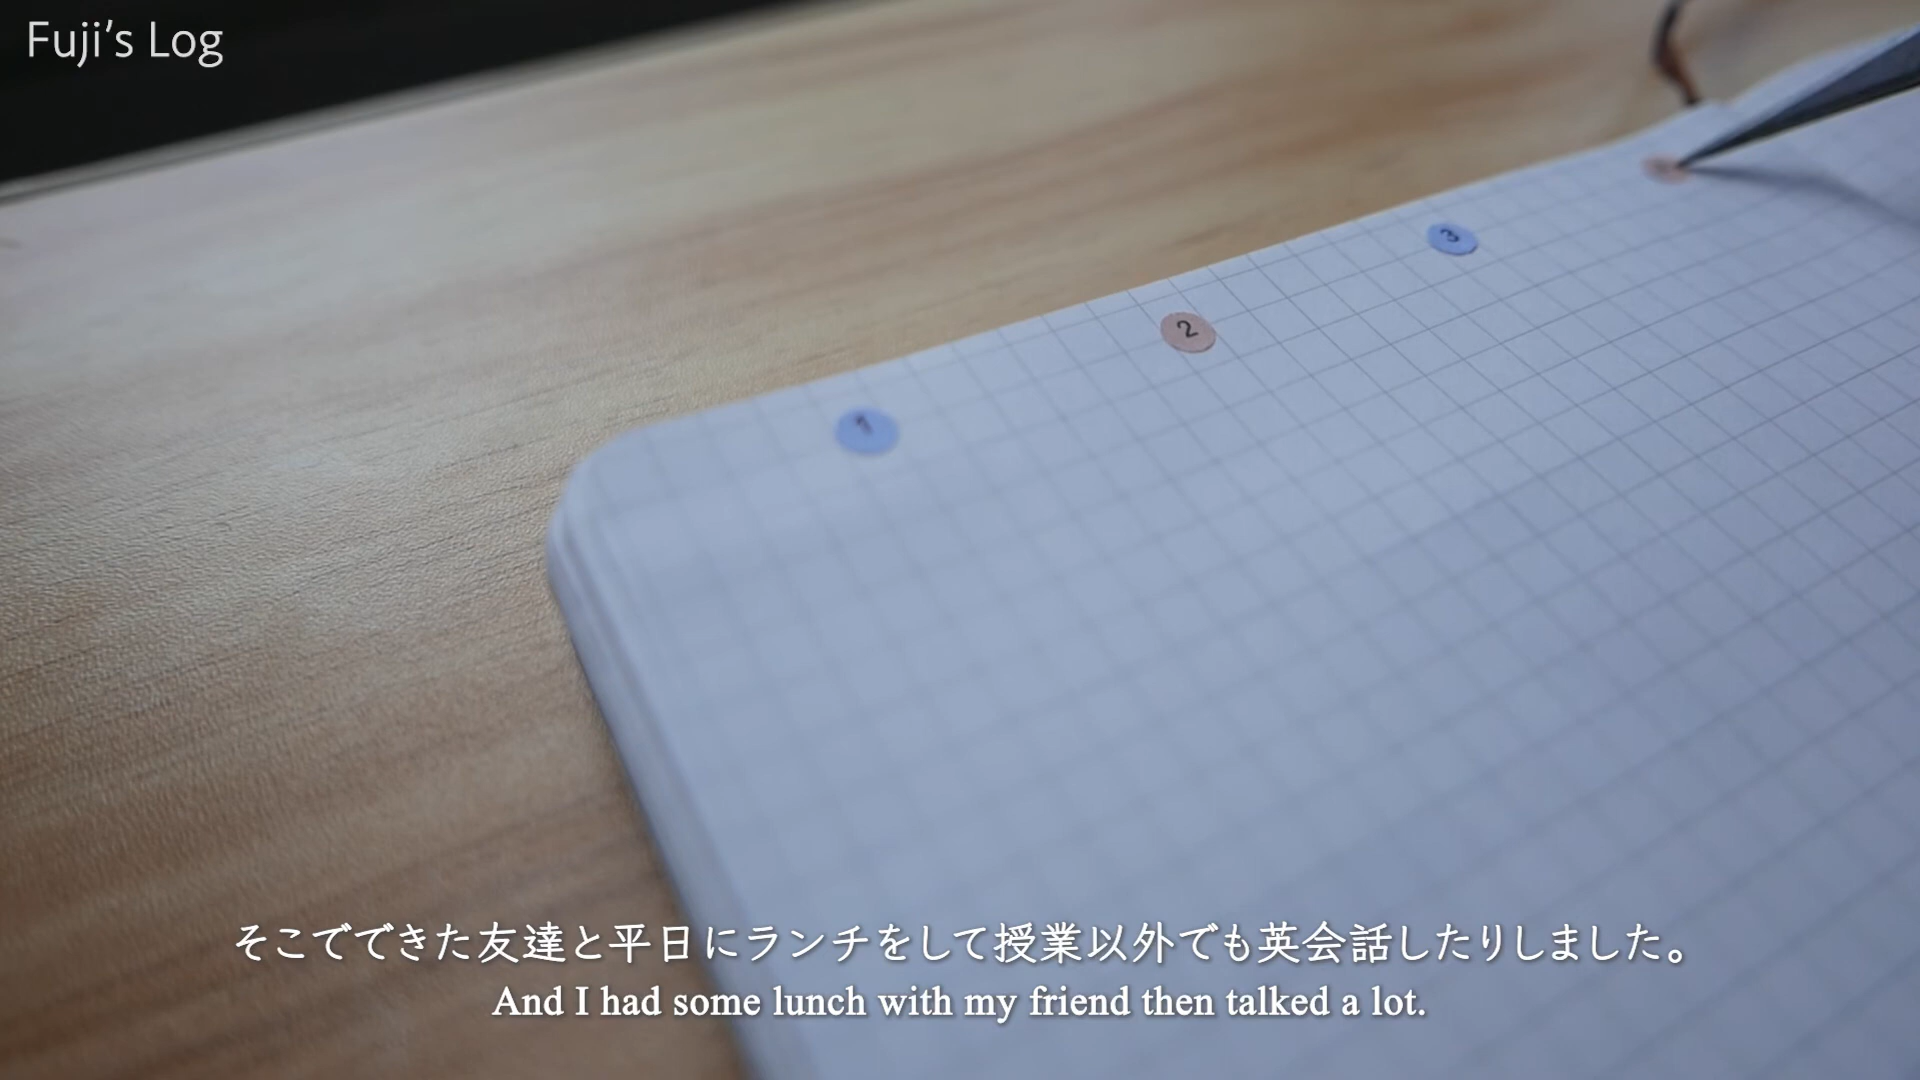 Fuji's Log
3
2
1
そこでできた友達と平日にランチをして授業以外でも英会話したりしました。
And I had some lunch with my friend then talked a lot.